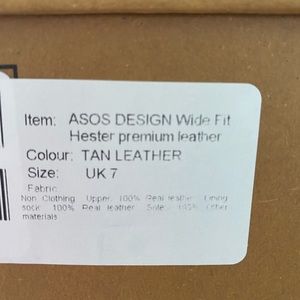 Item: ASOS DESIGN Wide Fit
Hester premium leather
Colour: TAN LEATHER
Size: UK 7
Fabric:
Non Clothing Upper: 100% Real leather, Lining
sock: 100% Real leather, Sole: 100% Other
materials